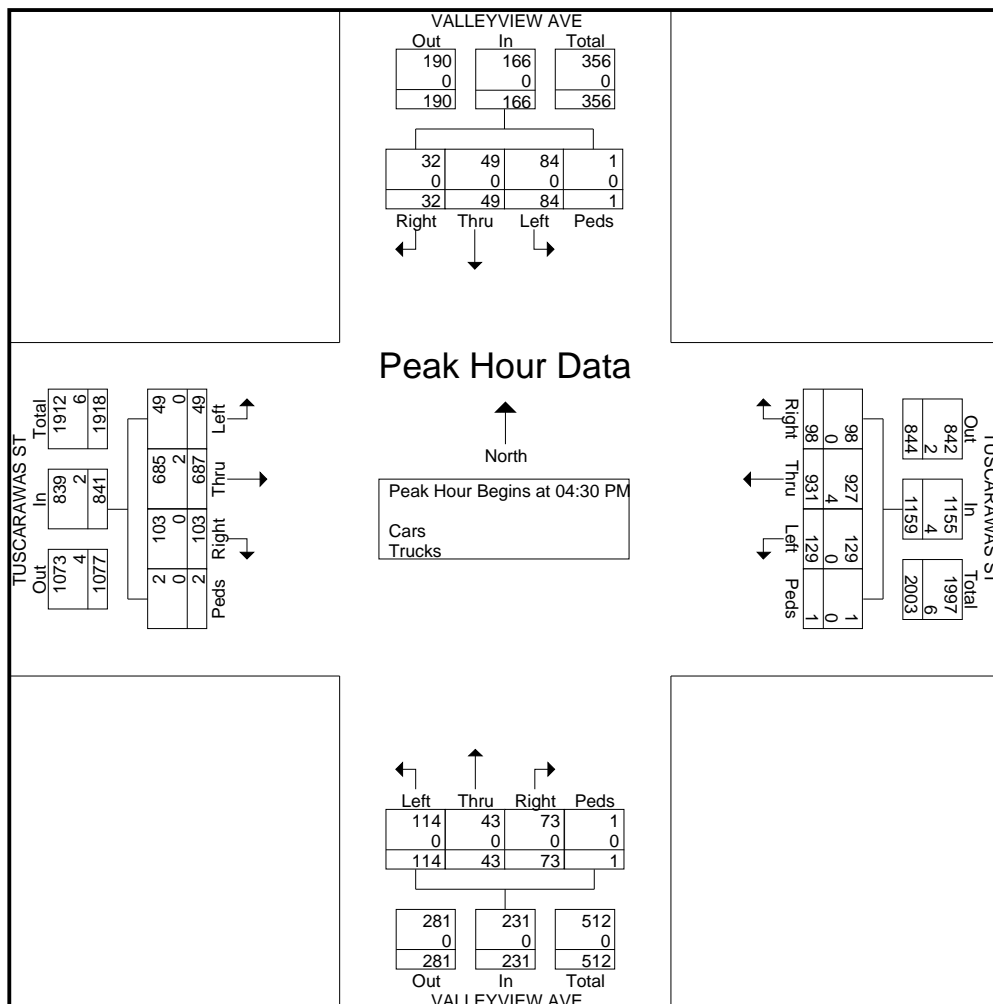 VALLEYVIEW AVE
Out In Total
190 166 356
0 0 0
190 166 356
32 49 84 1
0 0 0 0
32 49 84 1
Right Thru Left Peds
Peak Hour Data
North
Peak Hour Begins at 04:30 PM
Cars
Trucks
TUSCARAWAS ST
Total In Out
1912 839 1073
6 2 4
1918 841 1077
49 685 103 2
0 2 0 0
49 687 103 2
Left Thru Right Peds
TUSCARAWAS ST
Out In Total
842 1155 1997
2 4 6
844 1159 2003
98 927 129 1
0 4 0 0
98 931 129 1
Right Thru Left Peds
Left Thru Right Peds
114 43 73 1
0 0 0 0
114 43 73 1
281 231 512
0 0 0
281 231 512
Out In Total
VALLEYVIEW AVE